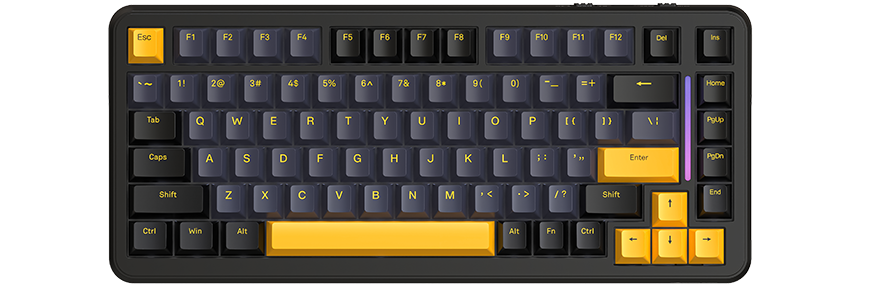 Esc F1 F2 F3 F4 F5 F6 F7 F8 F9 F10 F11 F12 Del Ins
`~ 1! 2@ 3# 4$ 5% 6^ 7& 8* 9( 0) -_ =+ ← Home
Tab Q W E R T Y U I O P [{ ]} \| PgUp
Caps A S D F G H J K L ;: '" Enter PgDn
Shift Z X C V B N M ,< .> /? Shift ↑ End
Ctrl Win Alt Alt Fn Ctrl ← ↓ →